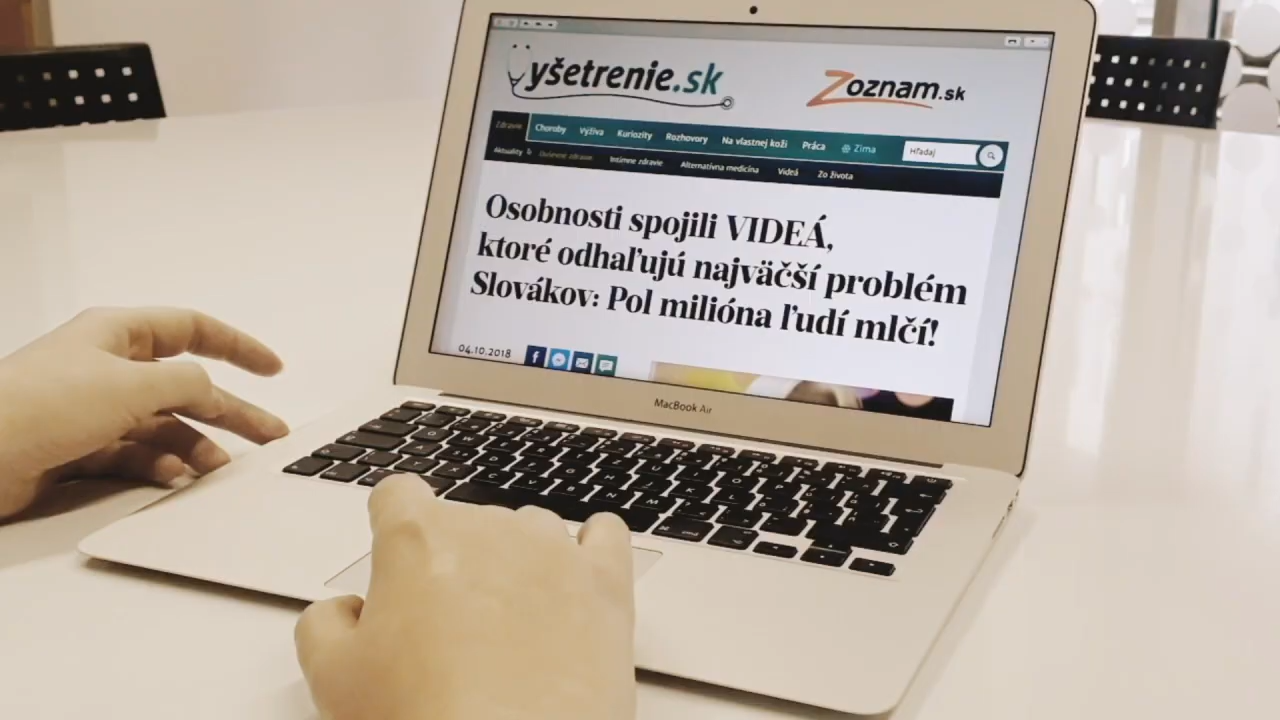 vyšetrenie.sk
Zoznam.sk
Zdravie Choroby Výživa Kuriozity Rozhovory Na vlastnej koži Práca Zima Hľadaj
Aktuality Duševné zdravie Intímne zdravie Alternatívna medicína Videá Zo života
Osobnosti spojili VIDEÁ,
ktoré odhaľujú najväčší problém
Slovákov: Pol milióna ľudí mlčí!
04.10.2018
MacBook Air